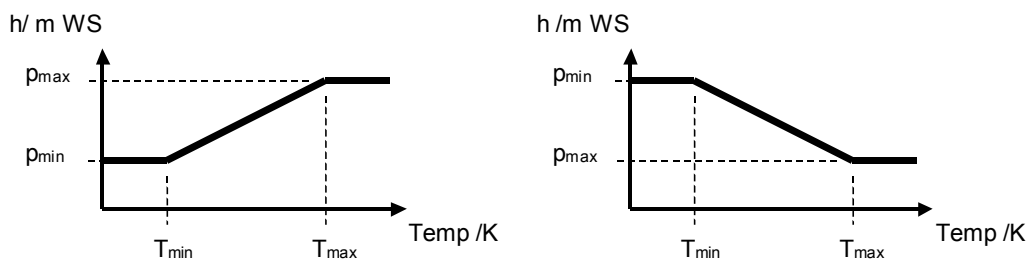 h/ m WS
pmax
pmin
Tmin
Tmax
Temp /K
h /m WS
pmin
pmax
Tmin
Tmax
Temp /K